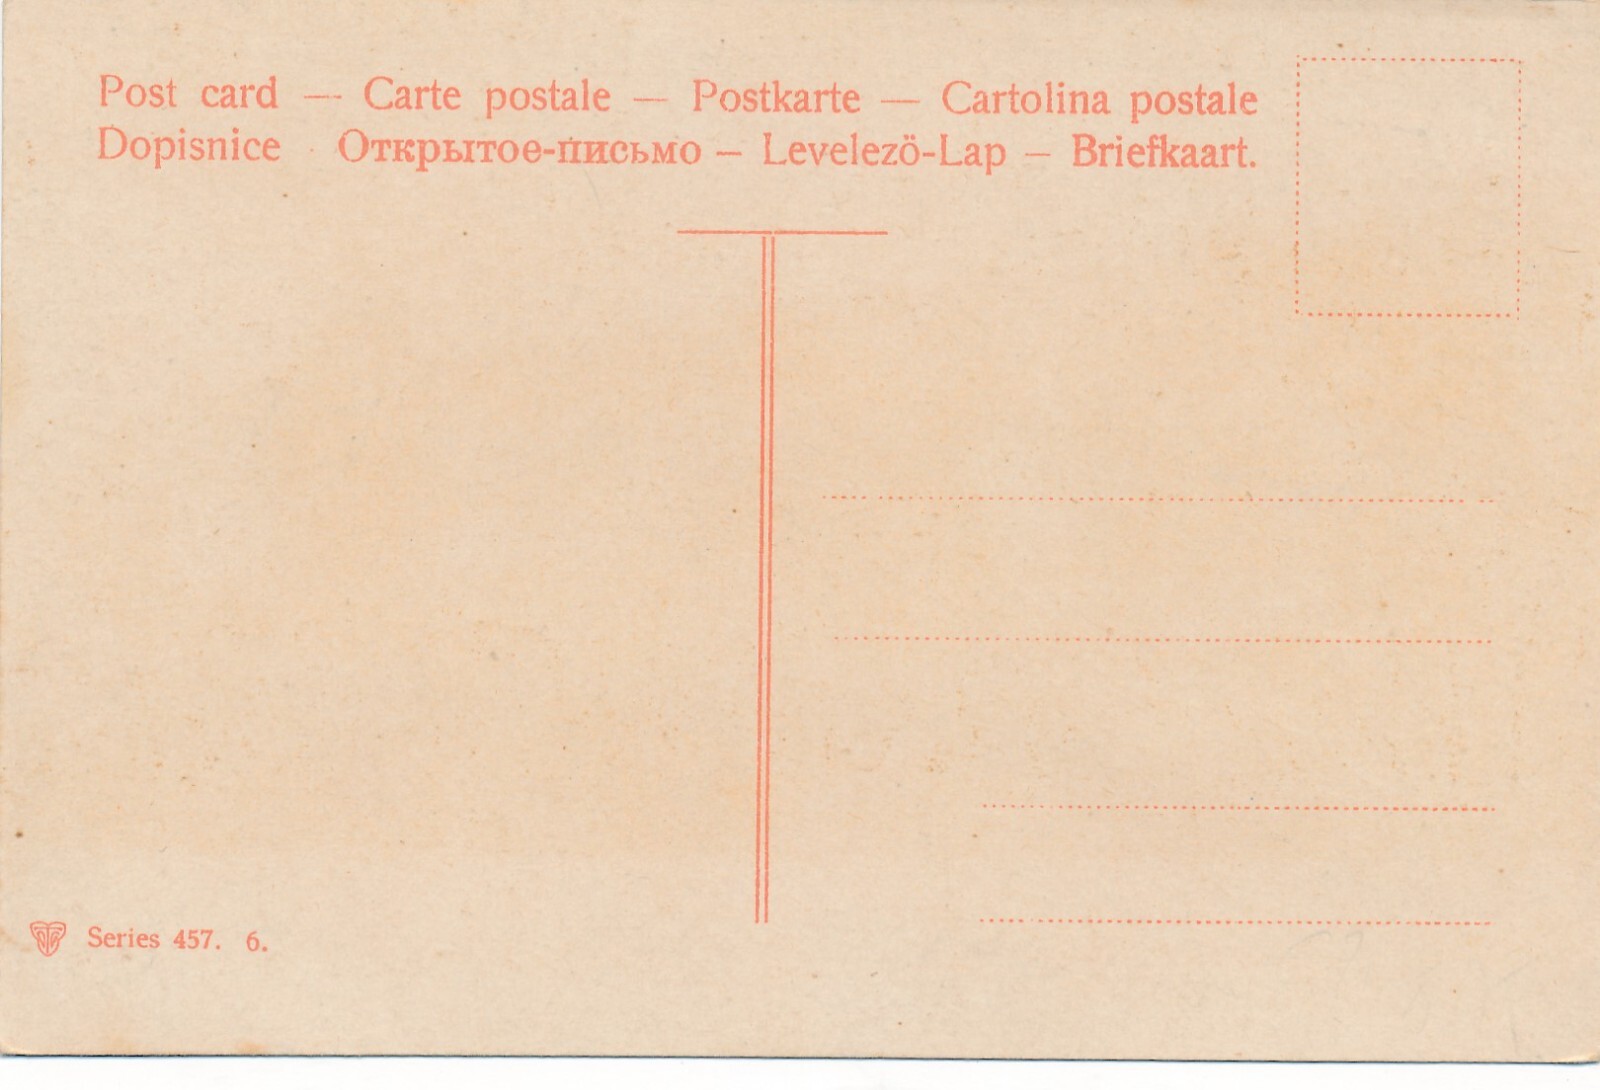 Post card — Carte postale — Postkarte — Cartolina postale
Dopisnice - Открытое-письмо — Levelezö-Lap — Briefkaart.
Series 457. 6.